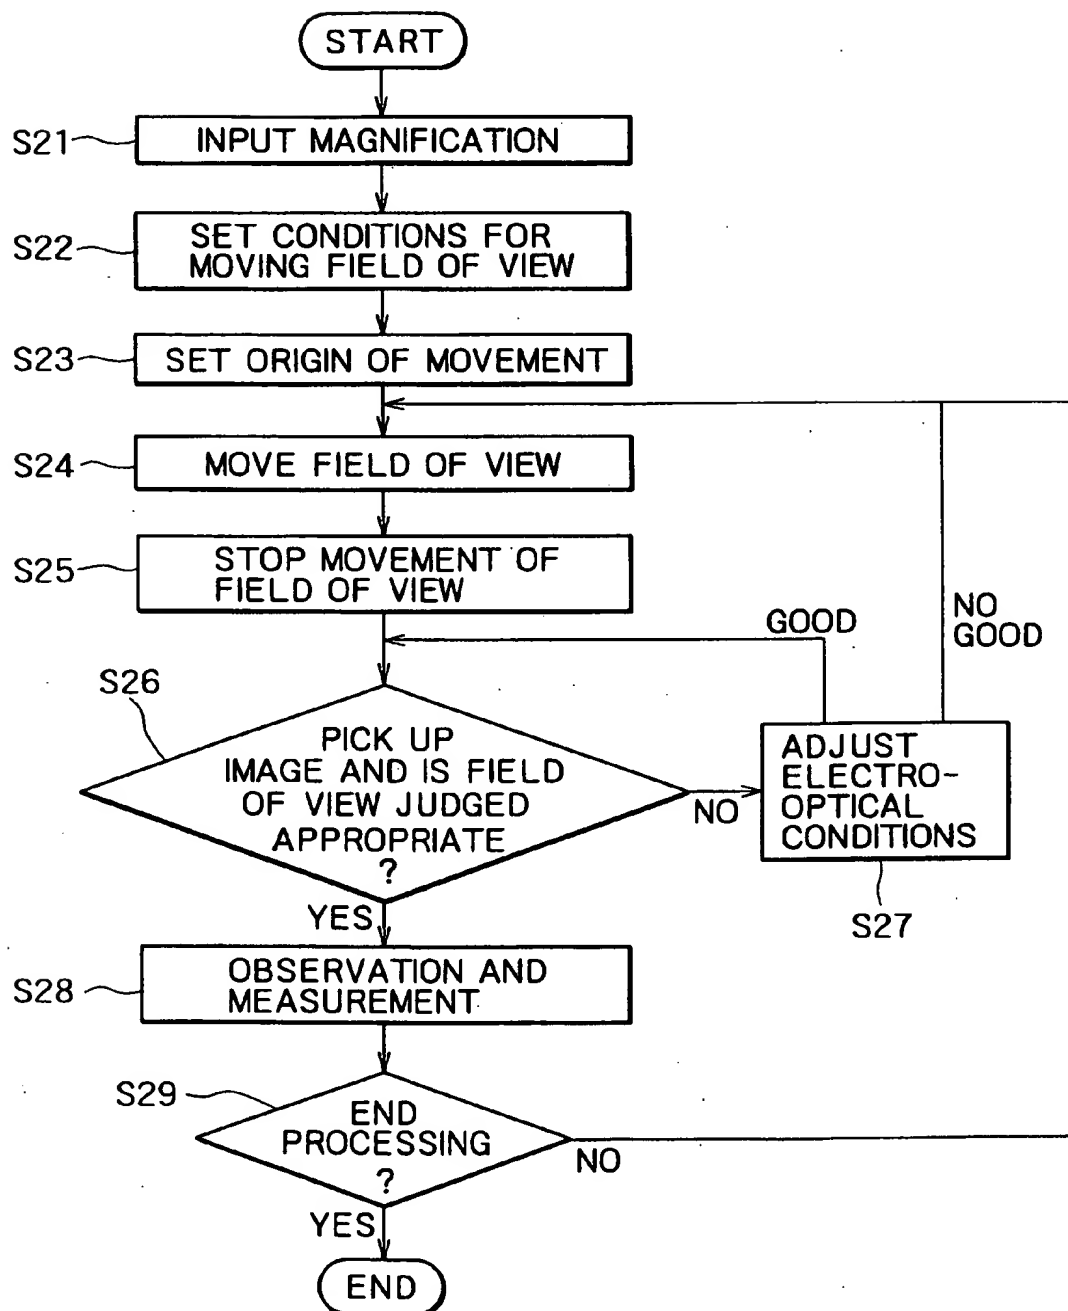 START
S21
INPUT MAGNIFICATION
S22
SET CONDITIONS FOR
MOVING FIELD OF VIEW
S23
SET ORIGIN OF MOVEMENT
S24
MOVE FIELD OF VIEW
S25
STOP MOVEMENT OF
FIELD OF VIEW
GOOD
NO
GOOD
S26
PICK UP
IMAGE AND IS FIELD
OF VIEW JUDGED
APPROPRIATE
?
NO
ADJUST
ELECTRO-
OPTICAL
CONDITIONS
S27
YES
S28
OBSERVATION AND
MEASUREMENT
S29
END
PROCESSING
?
NO
YES
END